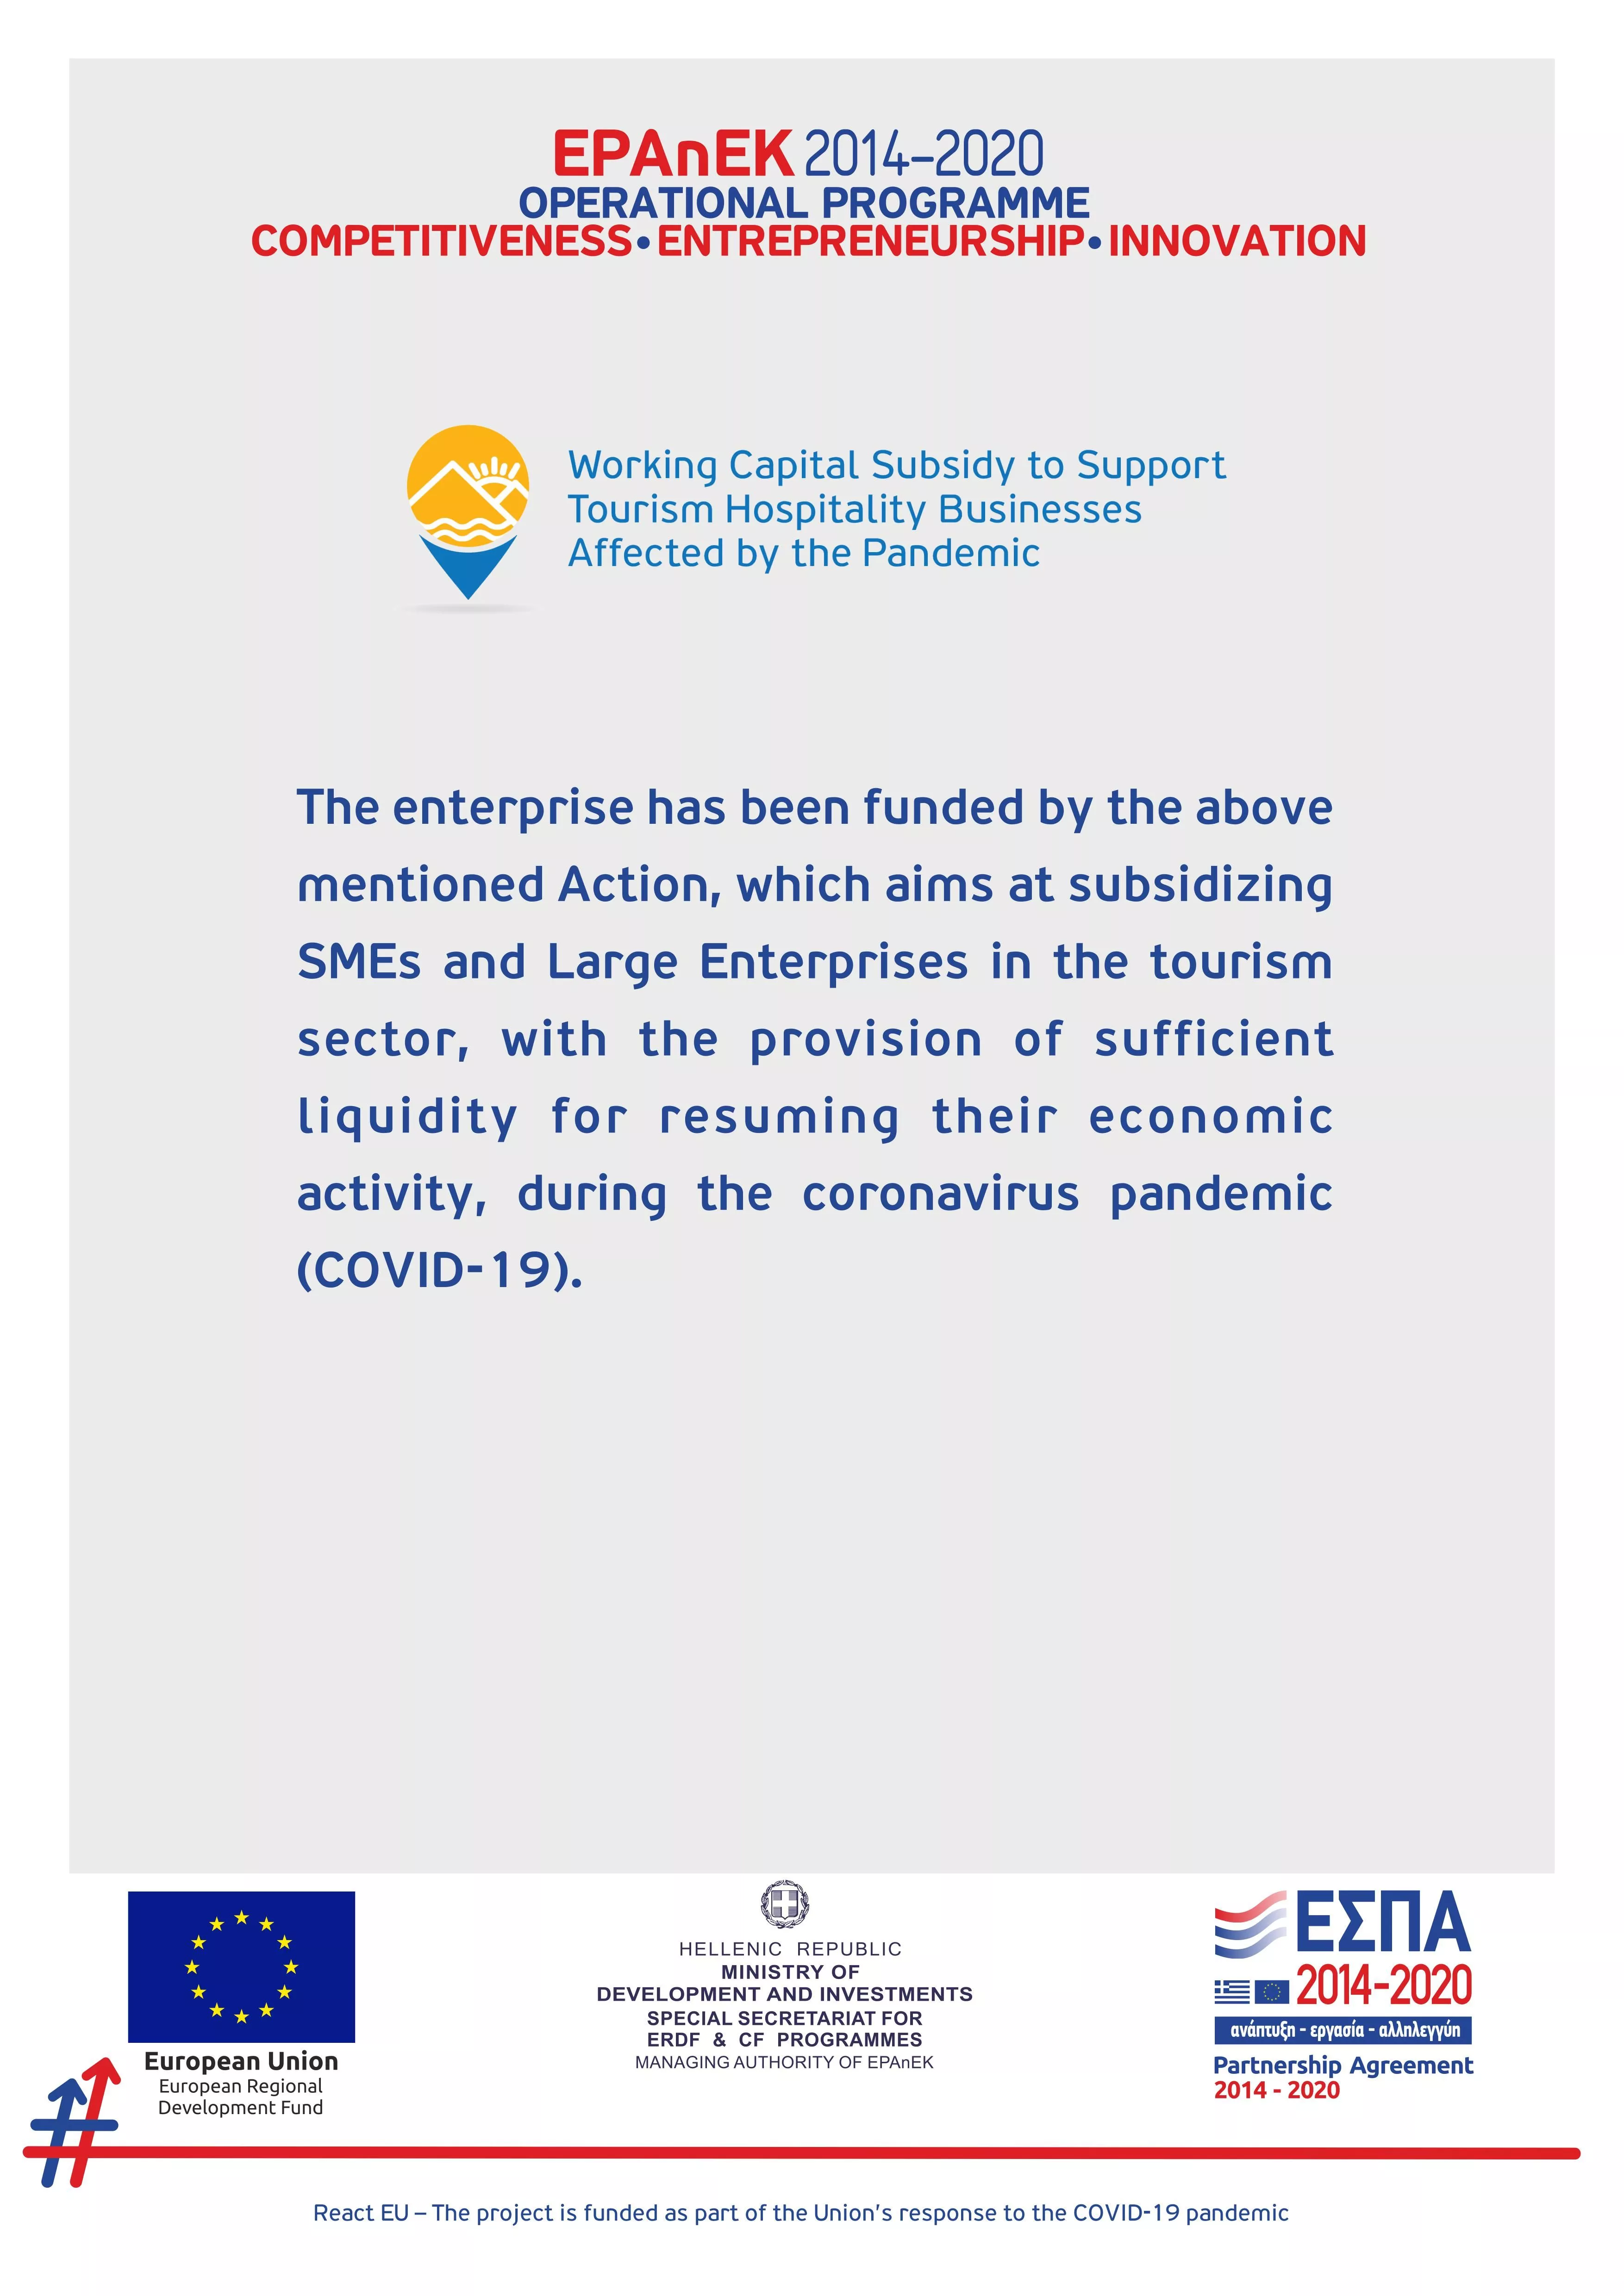 EPAnEK 2014-2020
OPERATIONAL PROGRAMME
COMPETITIVENESS•ENTREPRENEURSHIP•INNOVATION
Working Capital Subsidy to Support
Tourism Hospitality Businesses
Affected by the Pandemic
The enterprise has been funded by the above
mentioned Action, which aims at subsidizing
SMEs and Large Enterprises in the tourism
sector, with the provision of sufficient
liquidity for resuming their economic
activity, during the coronavirus pandemic
(COVID-19).
European Union
European Regional
Development Fund
HELLENIC REPUBLIC
MINISTRY OF
DEVELOPMENT AND INVESTMENTS
SPECIAL SECRETARIAT FOR
ERDF & CF PROGRAMMES
MANAGING AUTHORITY OF EPAnEK
ΕΣΠΑ
2014-2020
ανάπτυξη - εργασία - αλληλεγγύη
Partnership Agreement
2014 - 2020
React EU – The project is funded as part of the Union's response to the COVID-19 pandemic